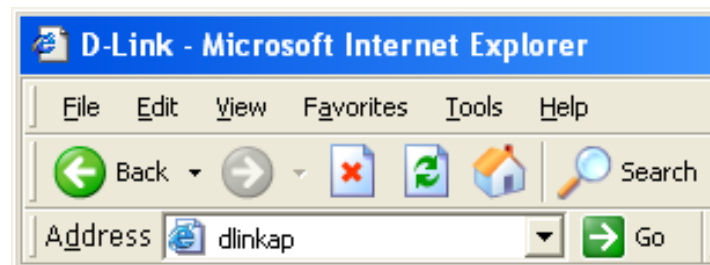 D-Link - Microsoft Internet Explorer
File Edit View Favorites Tools Help
Back Search
Address dlinkap Go